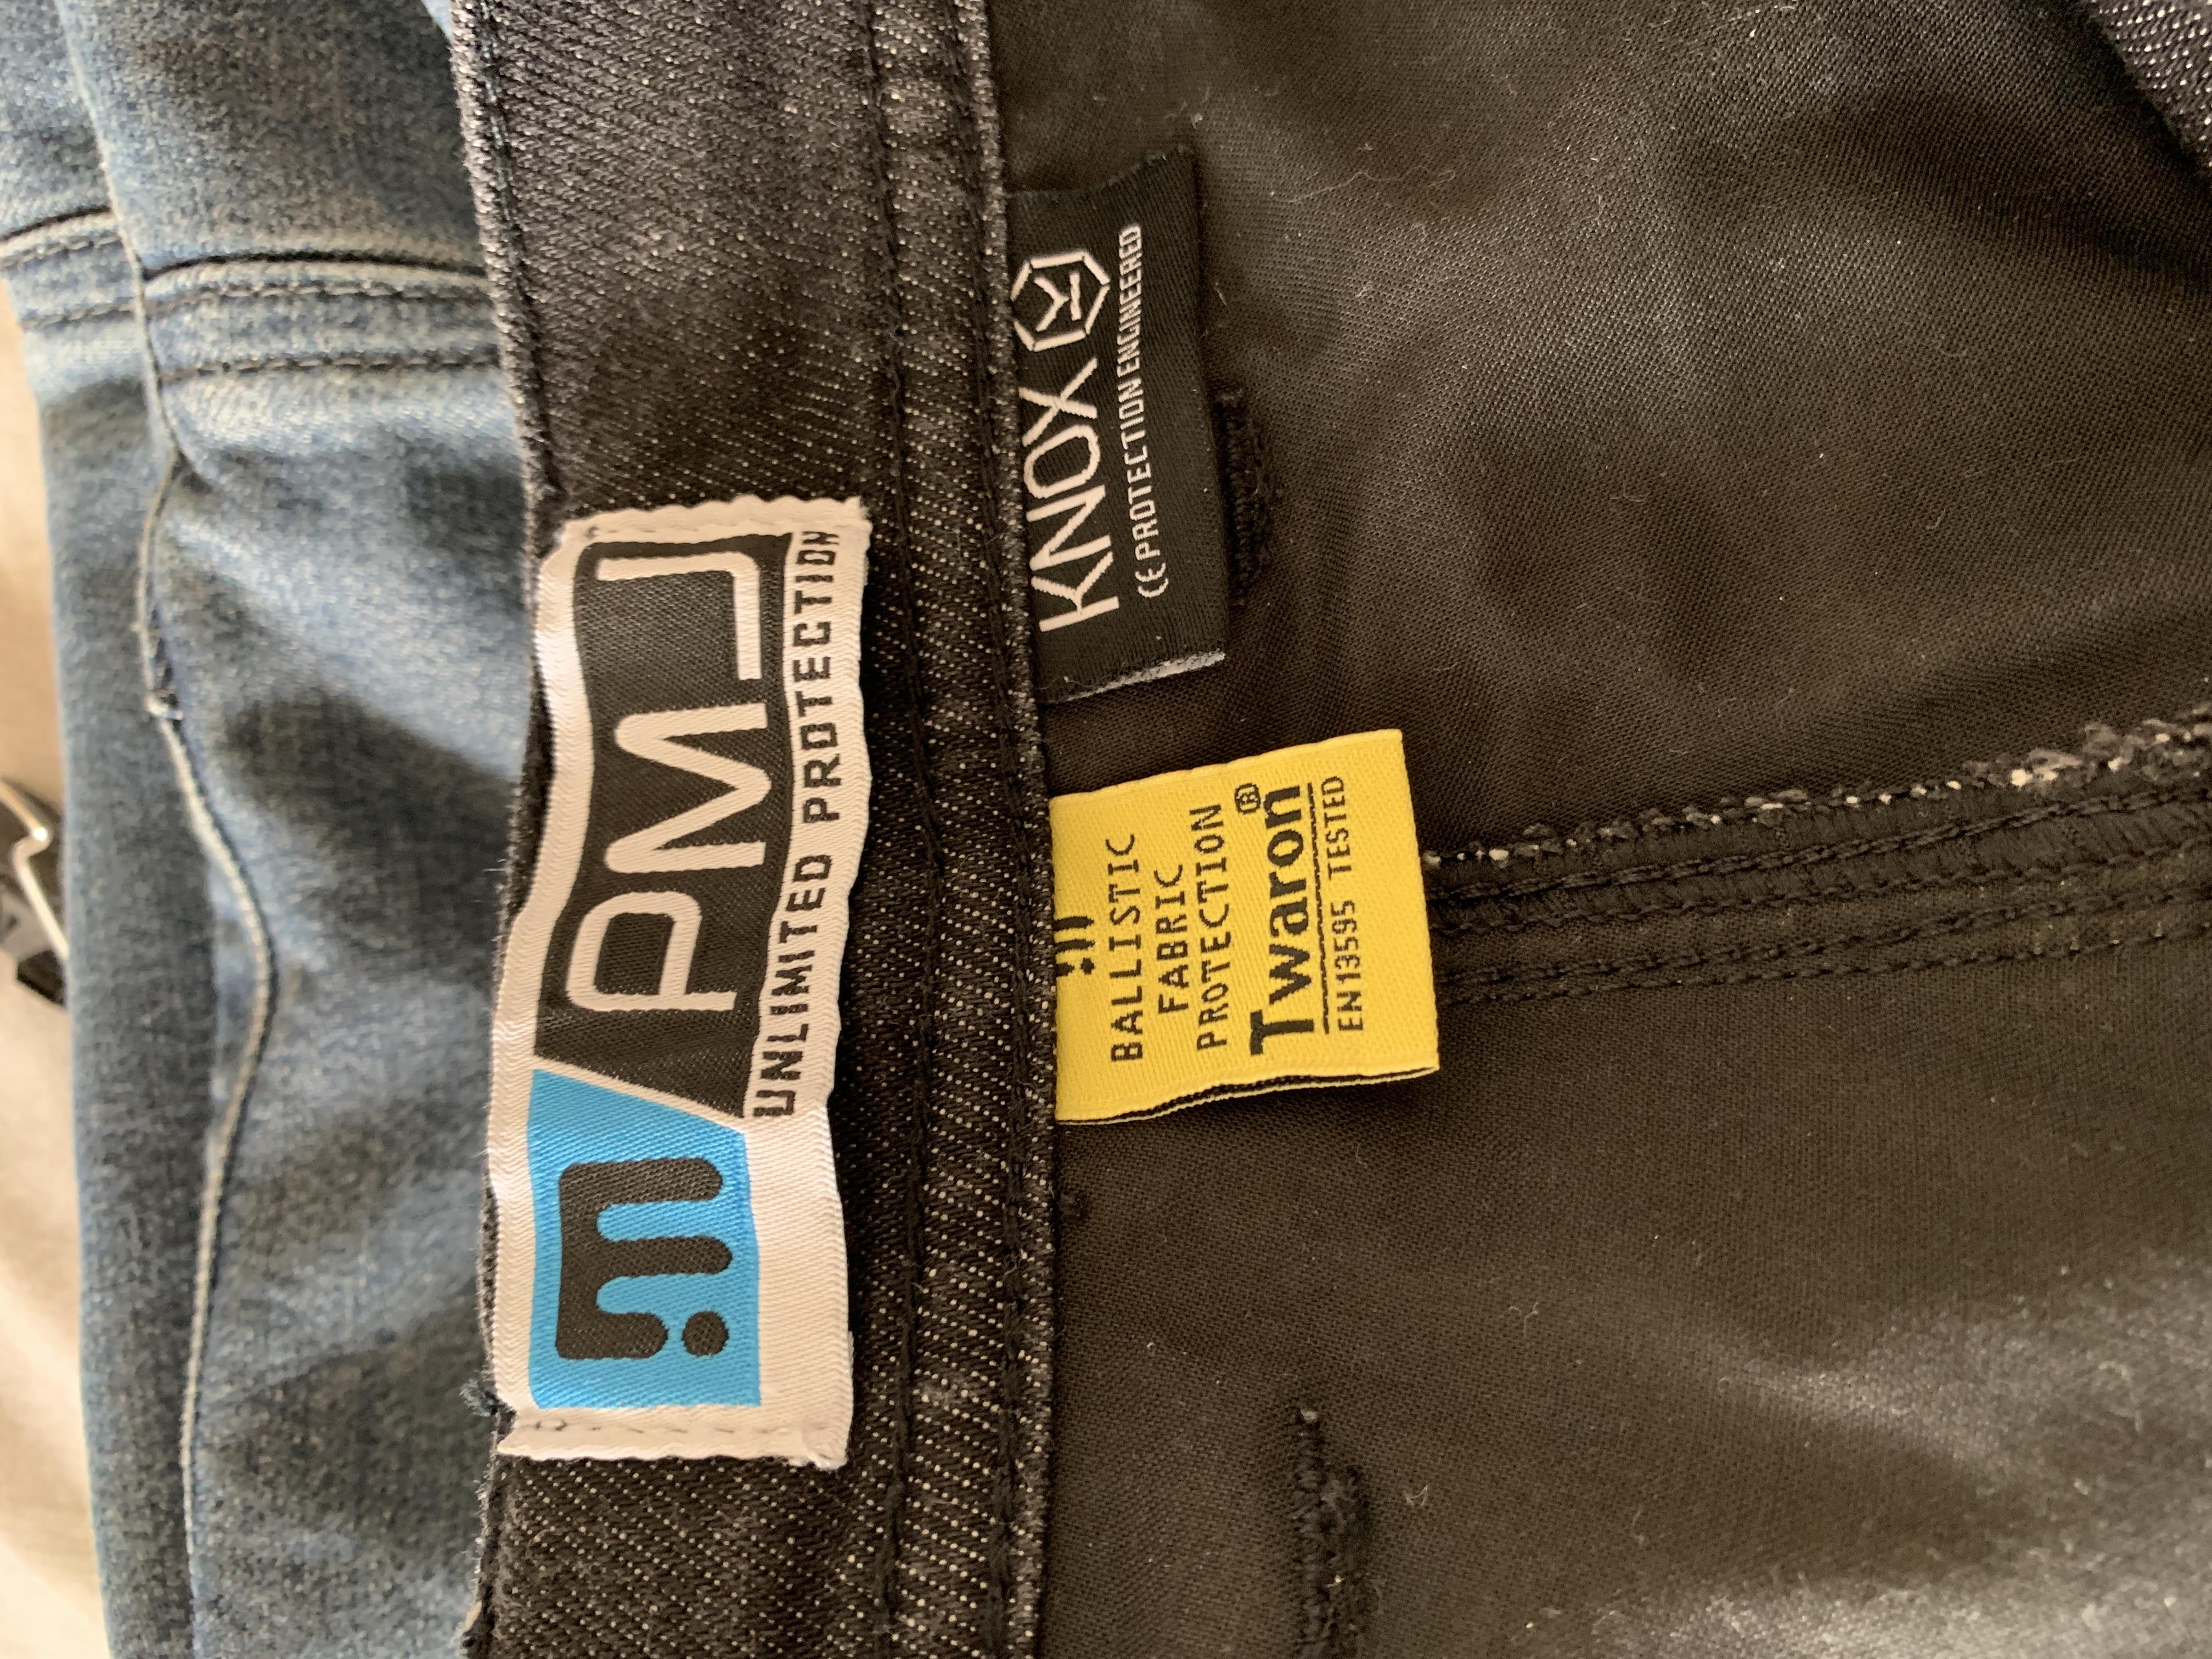 PMJ
UNLIMITED PROTECTION
KNOX
CE PROTECTION ENGINEERED
BALLISTIC
FABRIC
PROTECTION
Twaron®
EN13595 TESTED